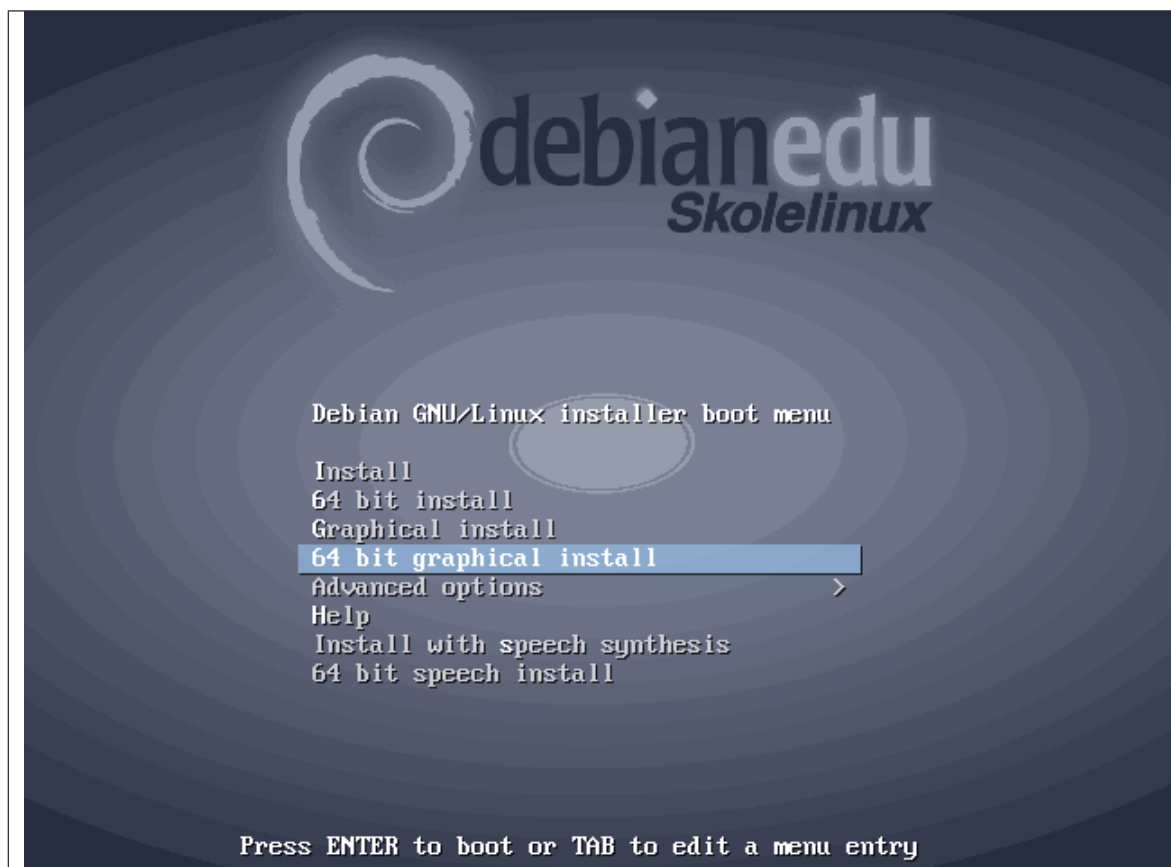 debianedu
Skolelinux
Debian GNU/Linux installer boot menu
Install
64 bit install
Graphical install
64 bit graphical install
Advanced options >
Help
Install with speech synthesis
64 bit speech install
Press ENTER to boot or TAB to edit a menu entry